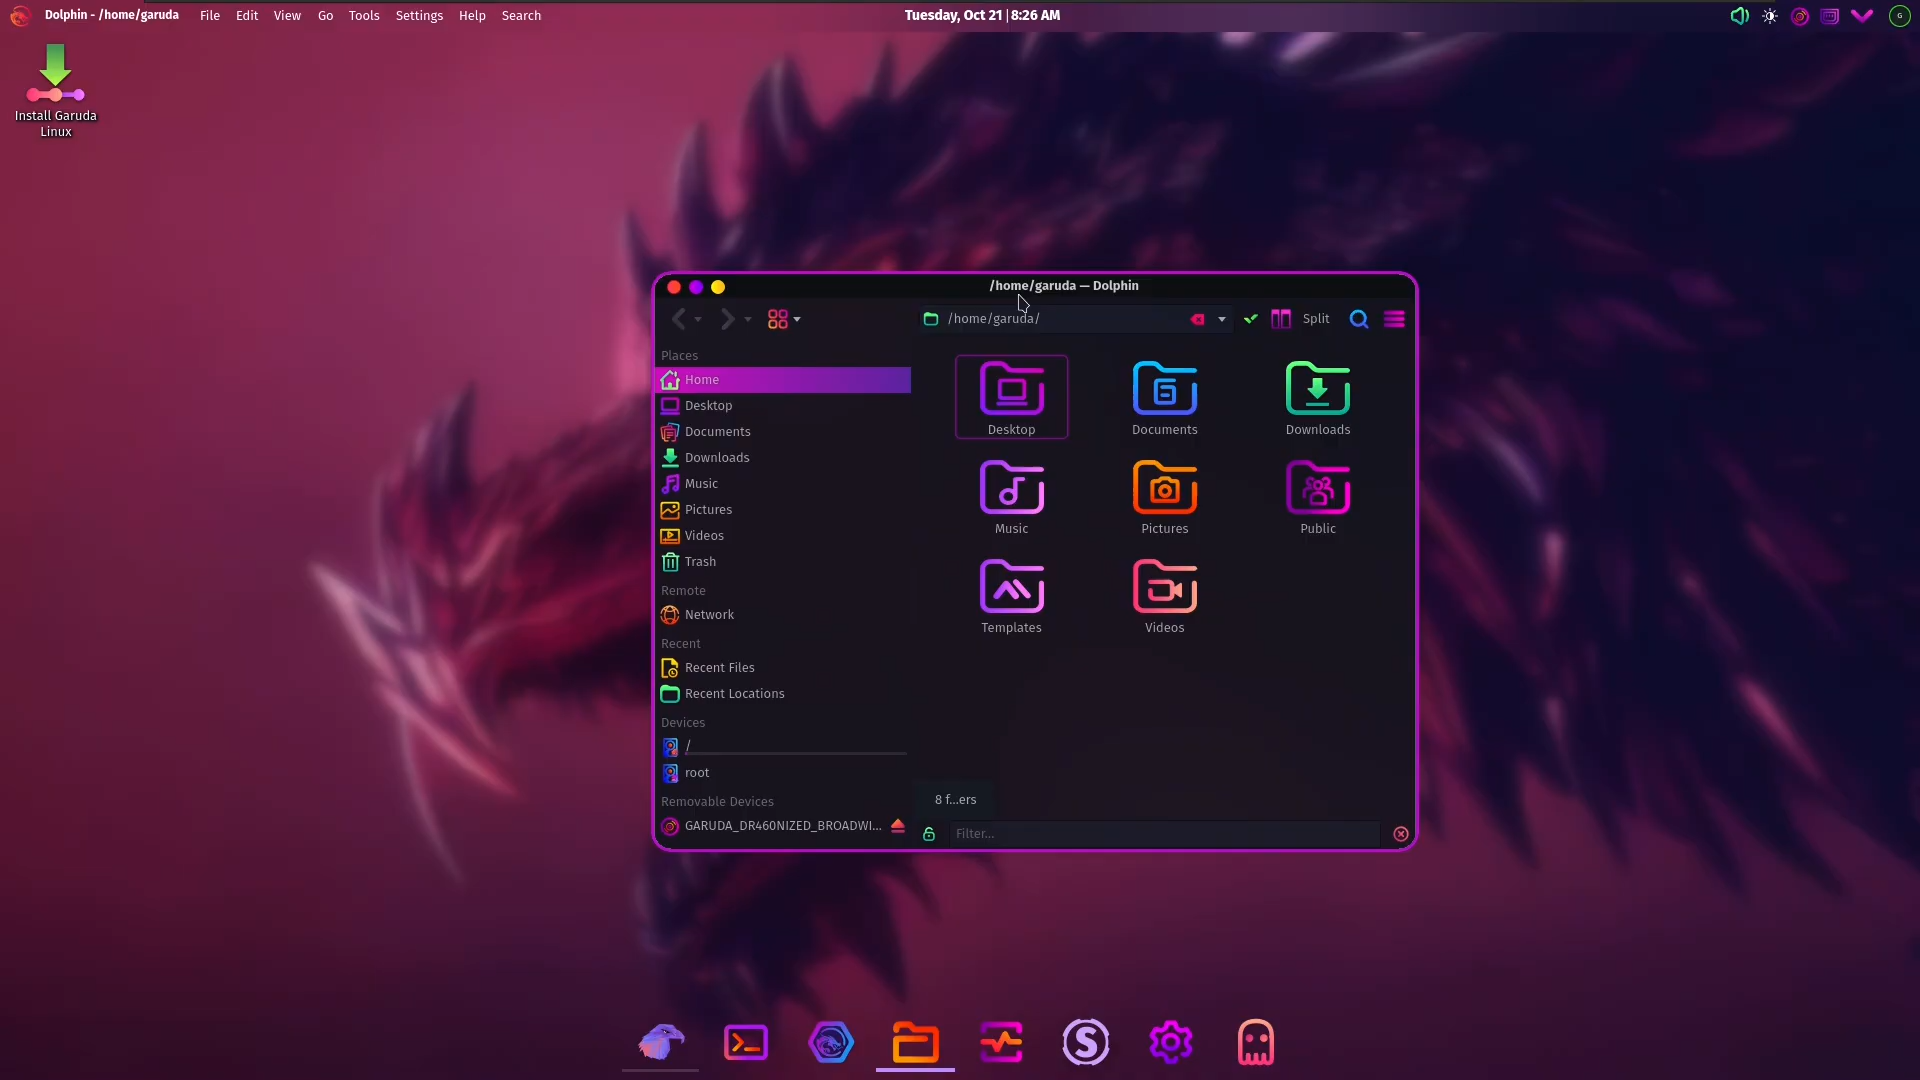 Dolphin - /home/garuda
File Edit View Go Tools Settings Help Search
Tuesday, Oct 21 | 8:26 AM
G
Install Garuda
Linux
/home/garuda — Dolphin
/home/garuda/
Split
Places
Home
Desktop
Documents
Downloads
Music
Pictures
Videos
Trash
Remote
Network
Recent
Recent Files
Recent Locations
Devices
/
root
Removable Devices
GARUDA_DR460NIZED_BROADWI...
Desktop Documents Downloads
Music Pictures Public
Templates Videos
8 f...ers
Filter...
S